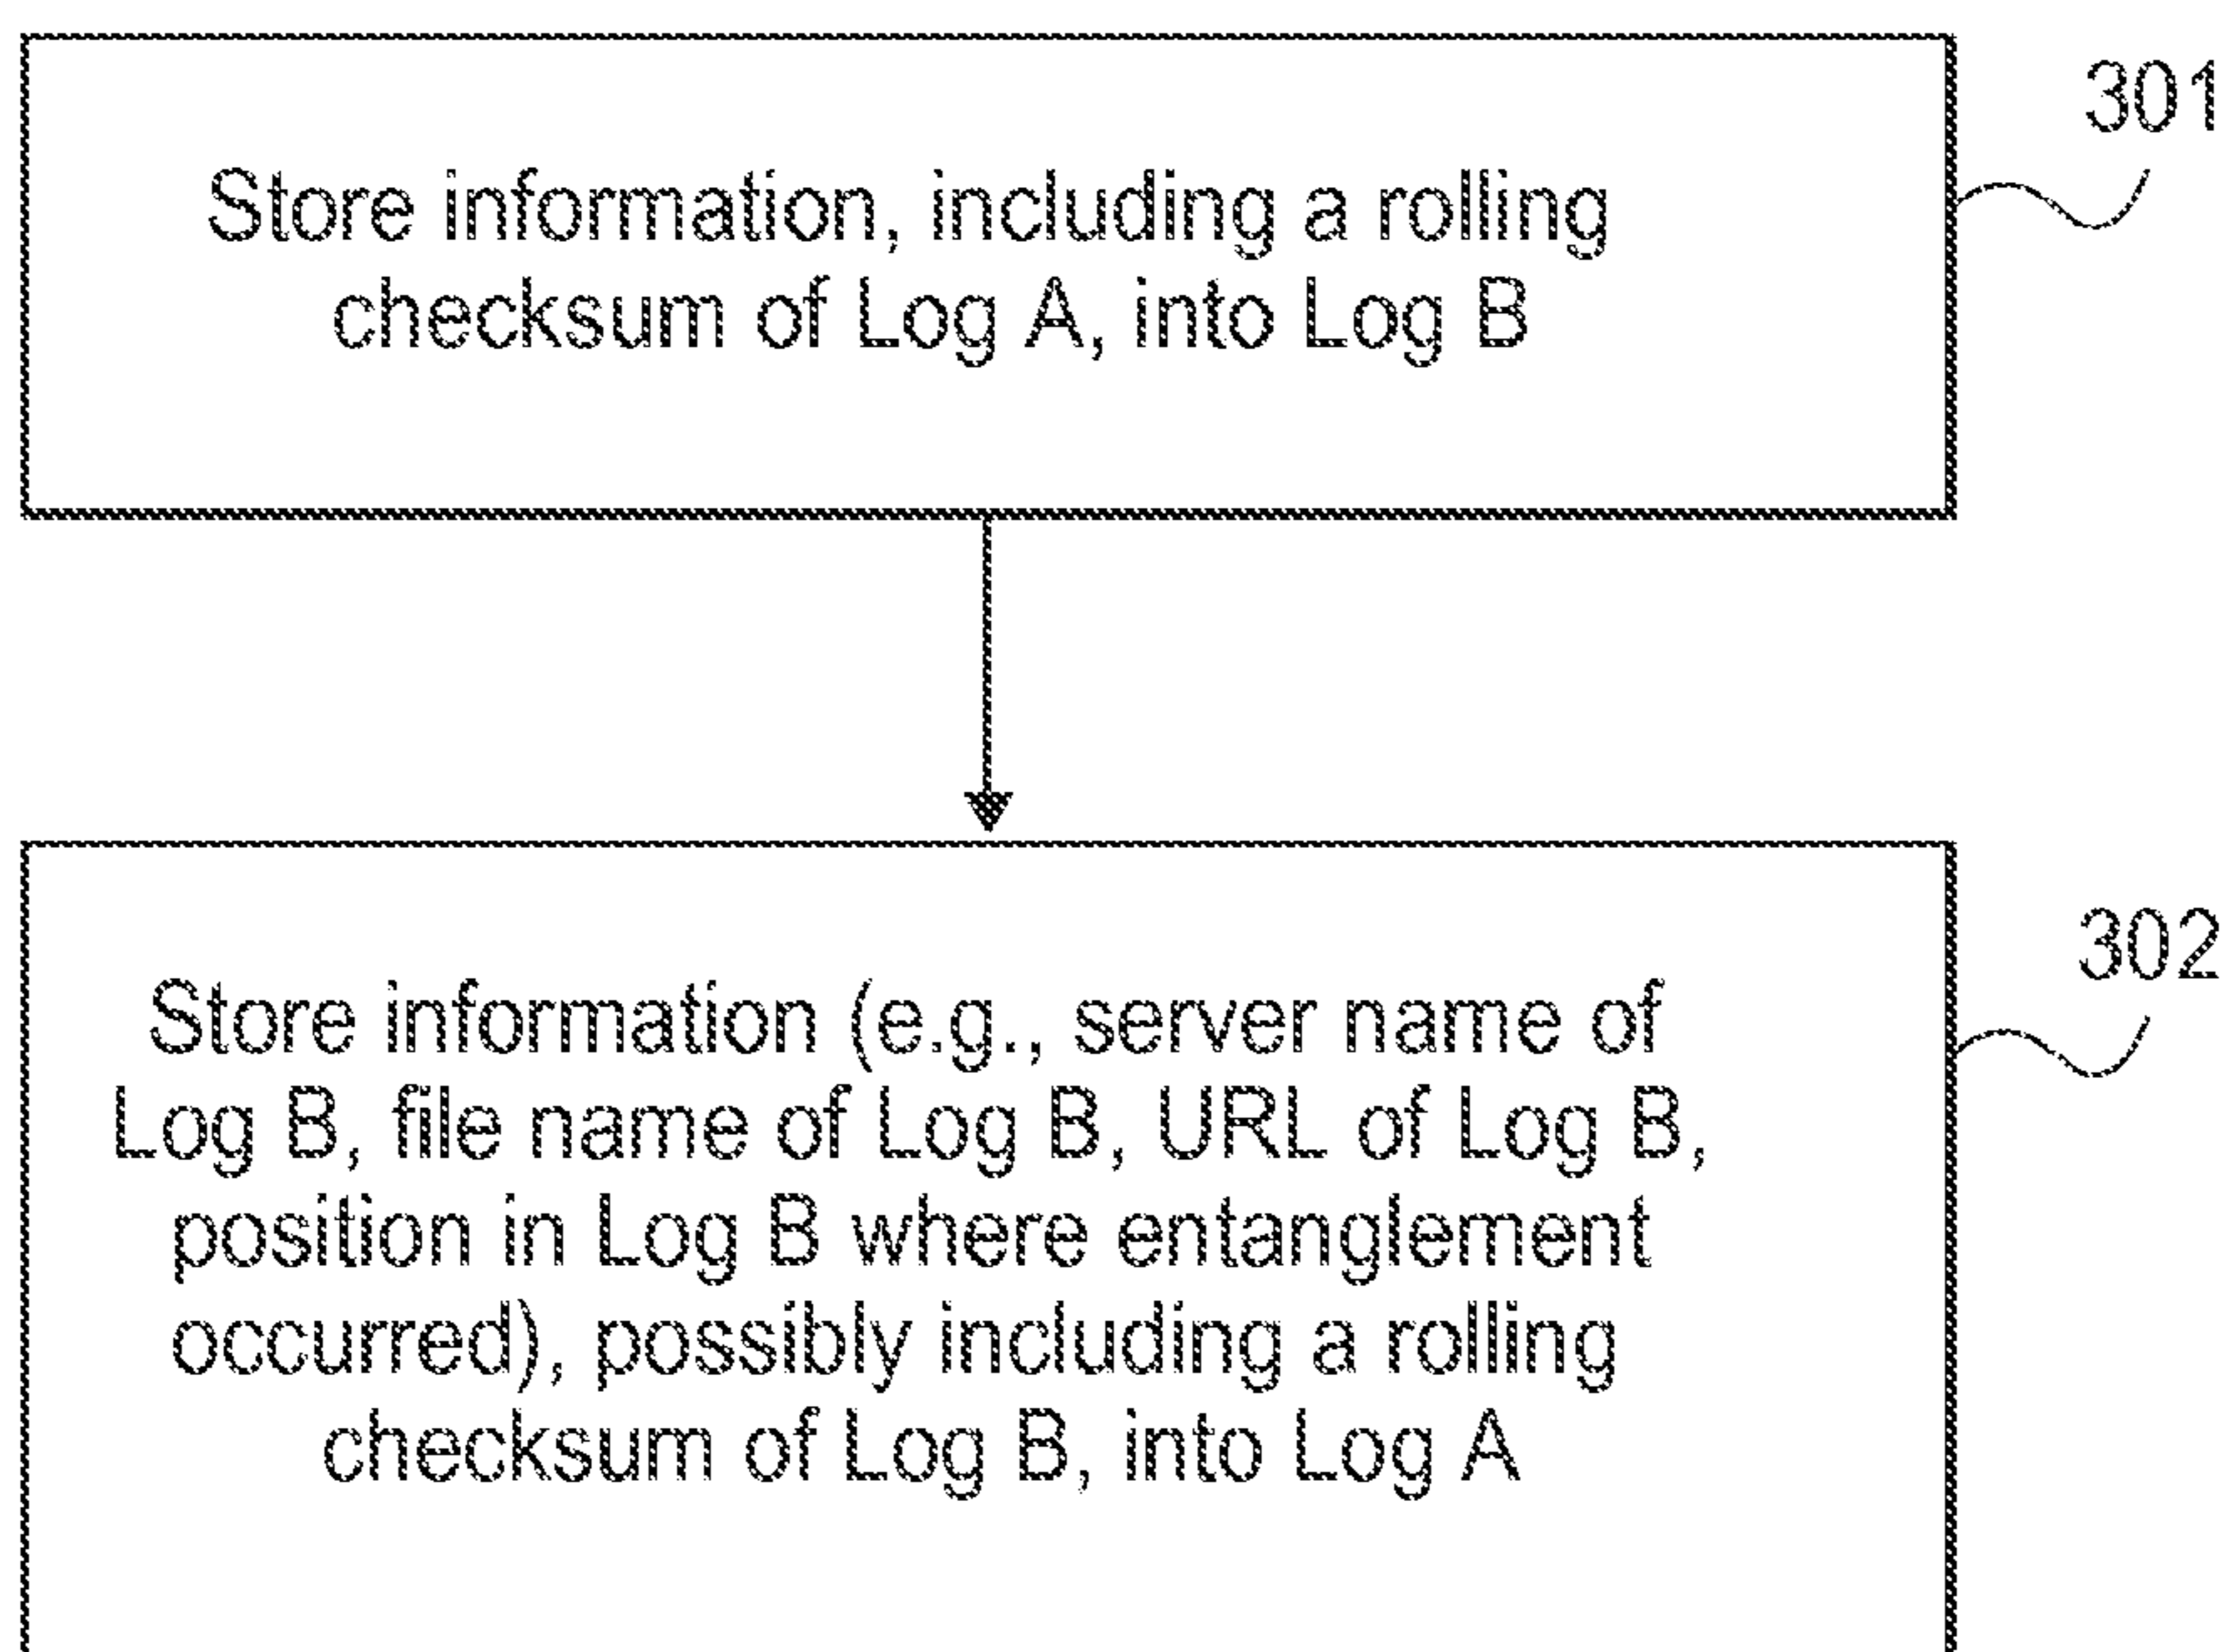 301
Store information, including a rolling
checksum of Log A, into Log B
302
Store information (e.g., server name of
Log B, file name of Log B, URL of Log B,
position in Log B where entanglement
occurred), possibly including a rolling
checksum of Log B, into Log A